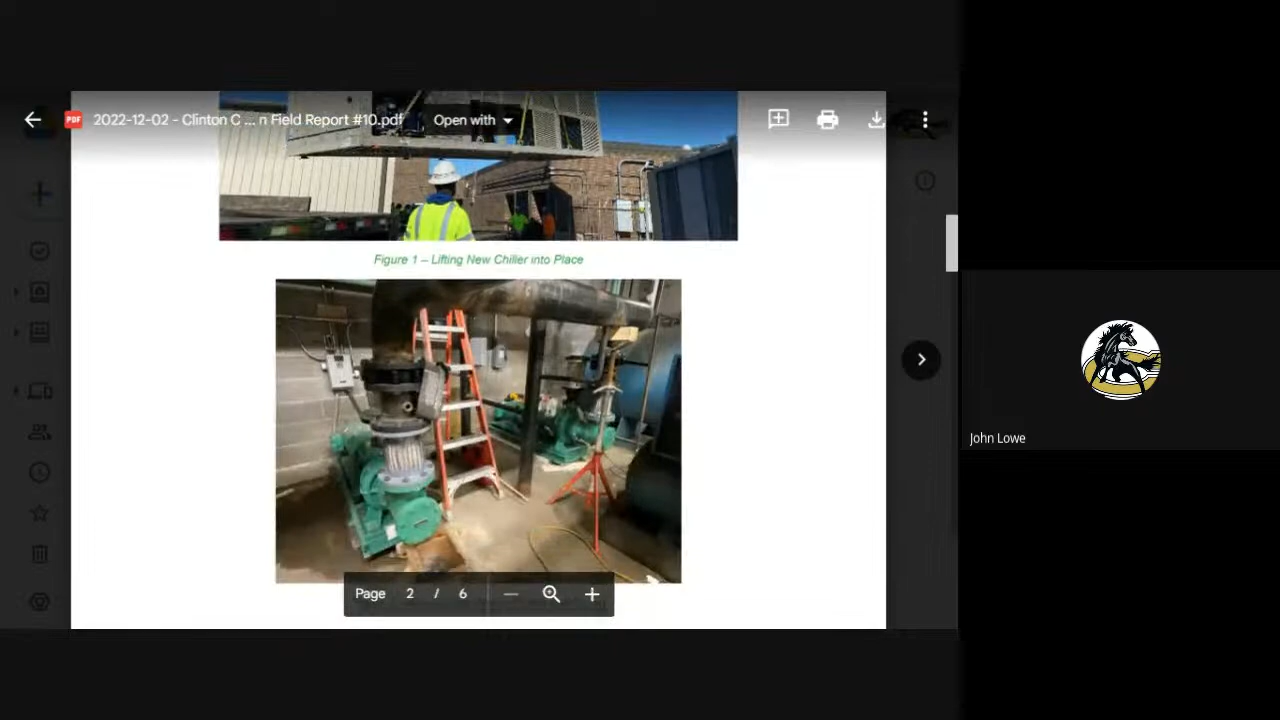 PDF
2022-12-02 - Clinton C ... n Field Report #10.pdf
Open with
Figure 1 – Lifting New Chiller into Place
Page 2 / 6
John Lowe